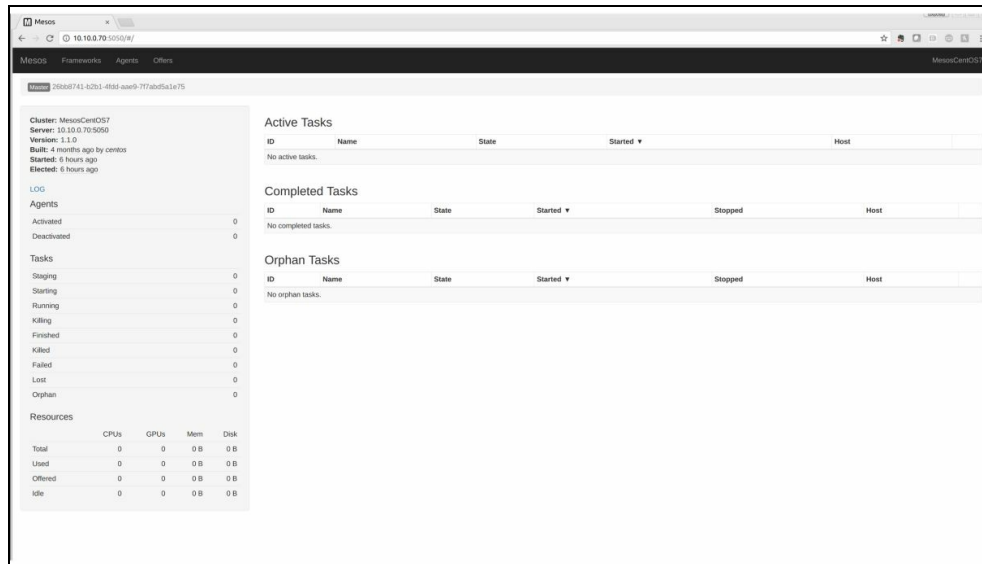 Mesos
10.10.0.70:5050/#/
Mesos Frameworks Agents Offers MesosCentOS7
Master 26bb8741-b2b1-4fdd-aae9-7f7abd5a1e75
Cluster: MesosCentOS7
Server: 10.10.0.70:5050
Version: 1.1.0
Built: 4 months ago by centos
Started: 6 hours ago
Elected: 6 hours ago
LOG
Agents
Activated 0
Deactivated 0
Tasks
Staging 0
Starting 0
Running 0
Killing 0
Finished 0
Killed 0
Failed 0
Lost 0
Orphan 0
Resources
CPUs GPUs Mem Disk
Total 0 0 0 B 0 B
Used 0 0 0 B 0 B
Offered 0 0 0 B 0 B
Idle 0 0 0 B 0 B
Active Tasks
ID Name State Started ▼ Host
No active tasks.
Completed Tasks
ID Name State Started ▼ Stopped Host
No completed tasks.
Orphan Tasks
ID Name State Started ▼ Stopped Host
No orphan tasks.